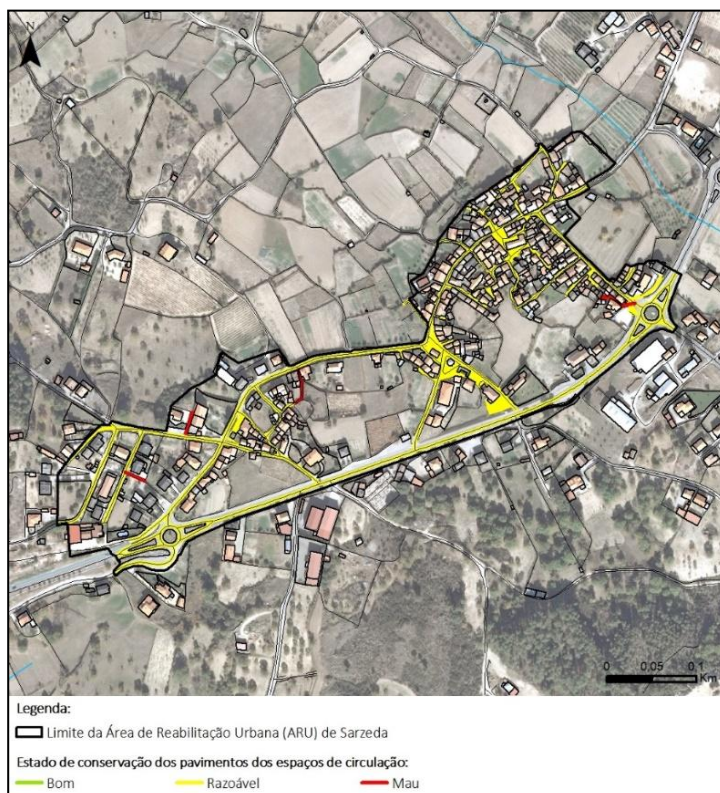 N
0 0,05 0,1
Km
Legenda:
Limite da Área de Reabilitação Urbana (ARU) de Sarzeda
Estado de conservação dos pavimentos dos espaços de circulação:
Bom Razoável Mau